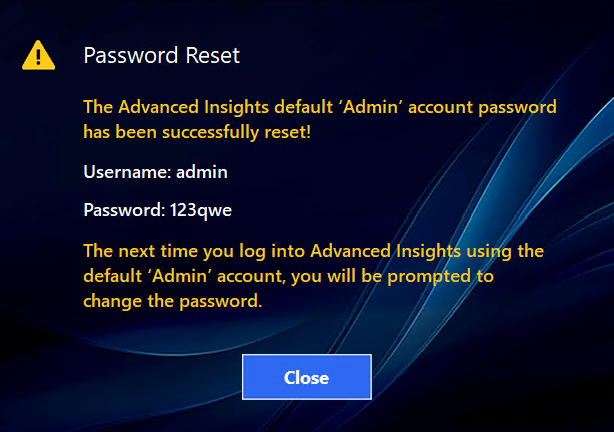 Password Reset
The Advanced Insights default ‘Admin’ account password
has been successfully reset!
Username: admin
Password: 123qwe
The next time you log into Advanced Insights using the
default ‘Admin’ account, you will be prompted to
change the password.
Close